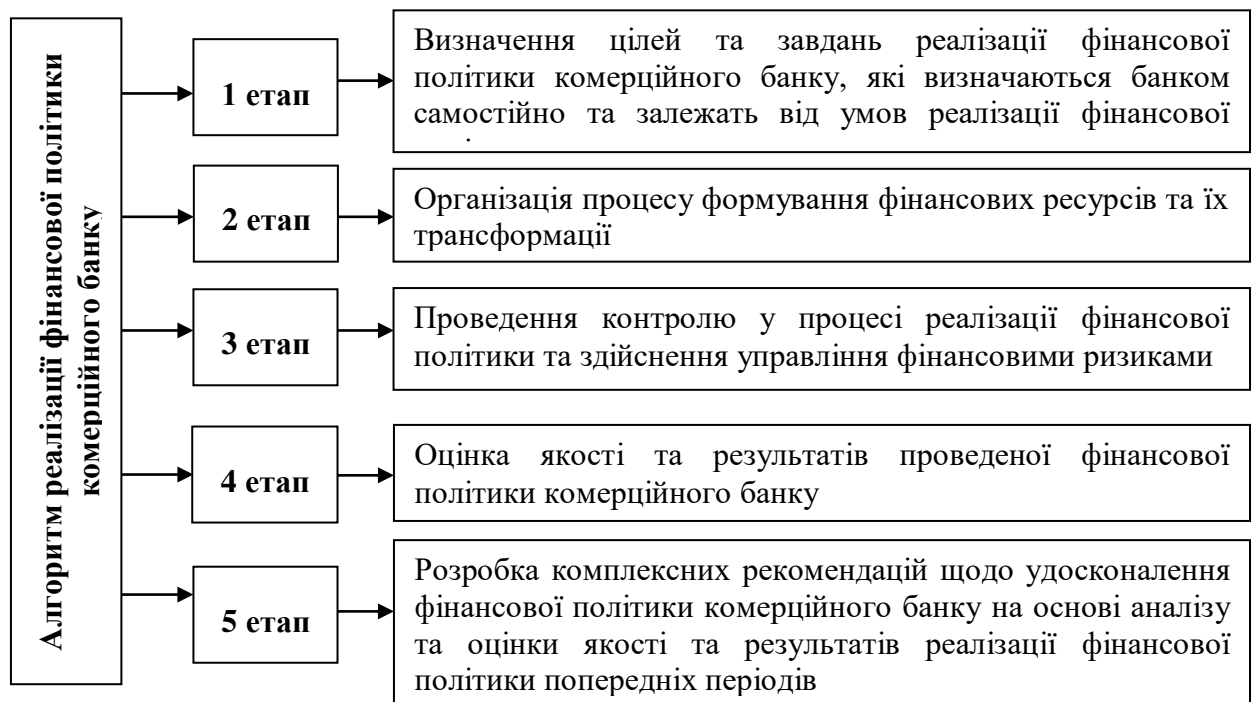 Алгоритм реалізації фінансової політики
комерційного банку
1 етап
Визначення цілей та завдань реалізації фінансової
політики комерційного банку, які визначаються банком
самостійно та залежать від умов реалізації фінансової
2 етап
Організація процесу формування фінансових ресурсів та їх
трансформації
3 етап
Проведення контролю у процесі реалізації фінансової
політики та здійснення управління фінансовими ризиками
4 етап
Оцінка якості та результатів проведеної фінансової
політики комерційного банку
5 етап
Розробка комплексних рекомендацій щодо удосконалення
фінансової політики комерційного банку на основі аналізу
та оцінки якості та результатів реалізації фінансової
політики попередніх періодів